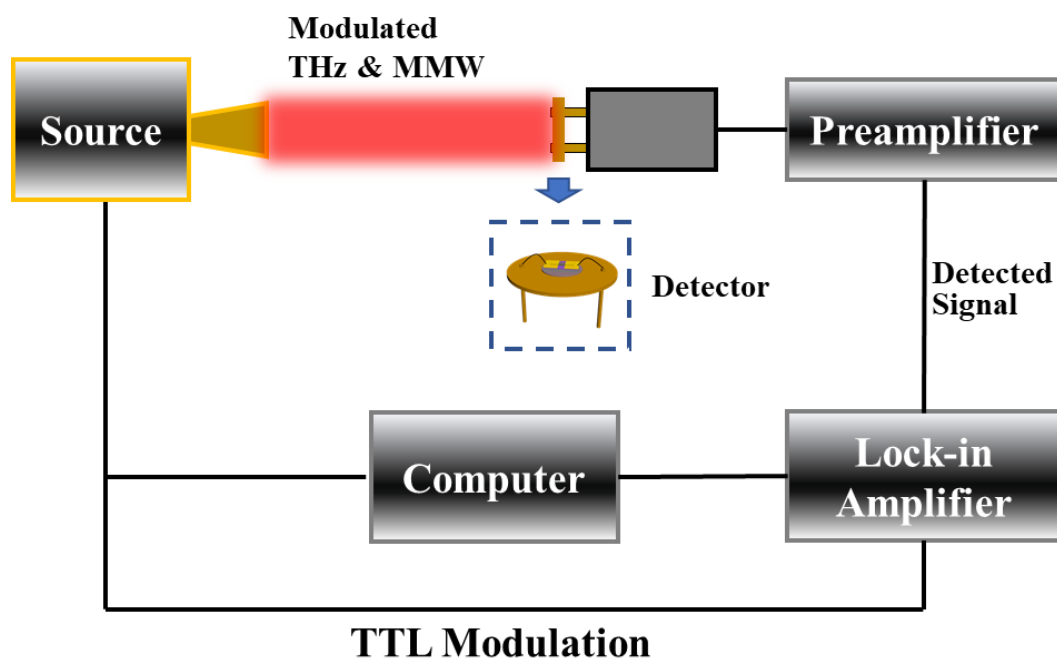 Modulated
THz & MMW
Source
Preamplifier
Detector
Detected
Signal
Computer
Lock-in
Amplifier
TTL Modulation